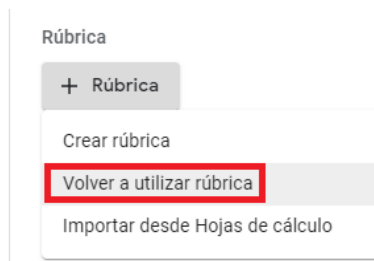 Rúbrica
+ Rúbrica
Crear rúbrica
Volver a utilizar rúbrica
Importar desde Hojas de cálculo